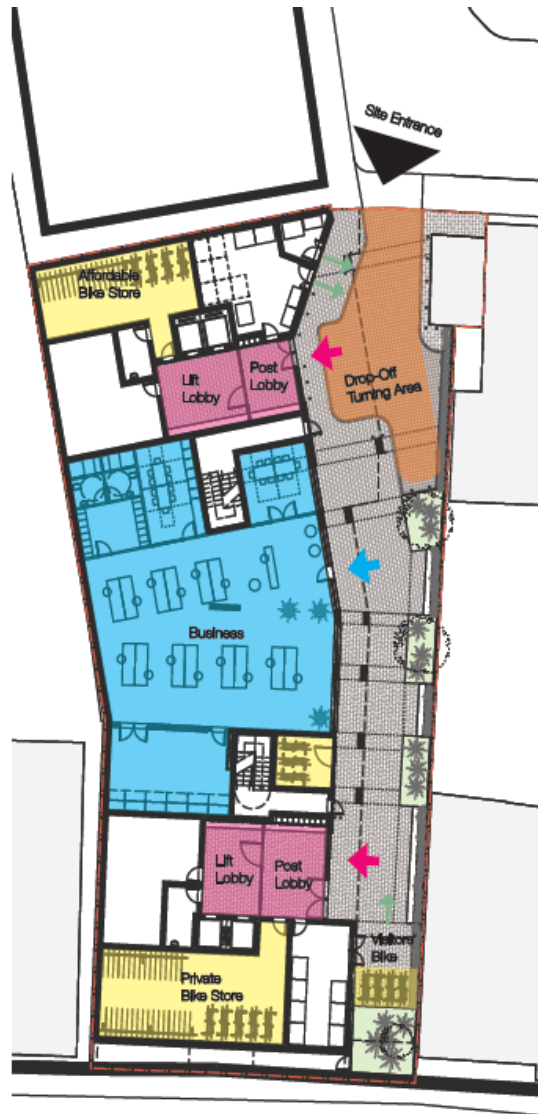 Site Entrance
Affordable
Bike Store
Lift
Lobby
Post
Lobby
Drop-Off
Turning Area
Business
Lift
Lobby
Post
Lobby
Visitors'
Bike
Private
Bike Store